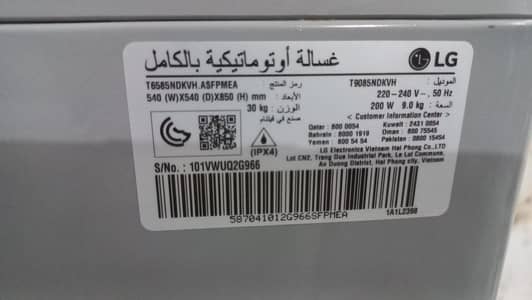 غسالة أوتوماتيكية بالكامل LG
T6585NDKVH.ASFPMEA رمز المنتج : T9085NDKVH الموديل :
540 (W)X540 (D)X850 (H) mm الأبعاد : 220-240 V~, 50 Hz
30 kg الوزن : 200 W 9.0 kg السعة :
صنع في فيتنام < Customer Information Center >
Qatar : 800 0054 Kuwait : 2431 0054
Bahrain : 8000 1919 Oman : 800 75545
Yemen : 800 54 54 Pakistan : 0800 15454
(IPX4)
LG Electronics Vietnam Hai Phong Co.,LTD
Lot CN2, Trang Due Industrial Park, Le Loi Commune,
An Duong District, Hai Phong City, Vietnam
S/No. : 101VWUQ2G966
587041012G966SFPMEA
1A1L2398